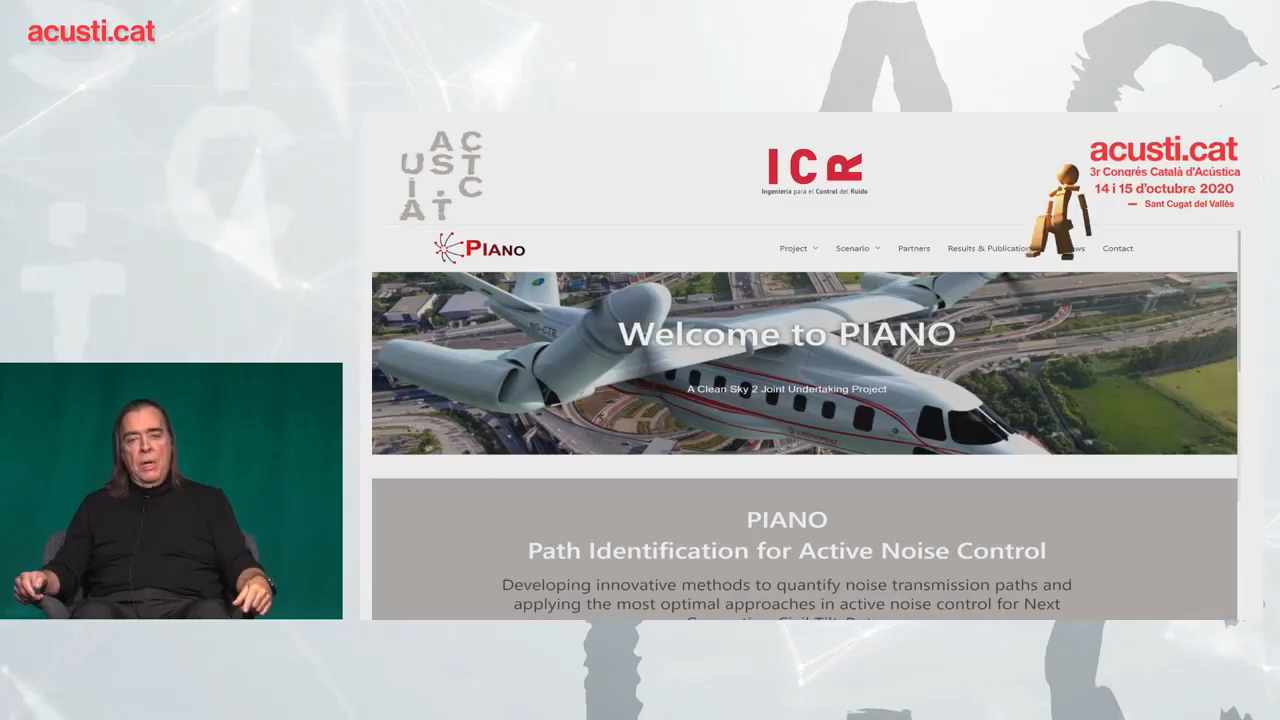 acusti.cat
AC
UST
I.C
AT
ICR
Ingeniería para el Control del Ruido
acusti.cat
3r Congrés Català d'Acústica
14 i 15 d'octubre 2020
Sant Cugat del Vallès
PIANO
Project
Scenario
Partners
Results & Publication
Contact
NG-CTR
Welcome to PIANO
A Clean Sky 2 Joint Undertaking Project
PIANO
Path Identification for Active Noise Control
Developing innovative methods to quantify noise transmission paths and
applying the most optimal approaches in active noise control for Next